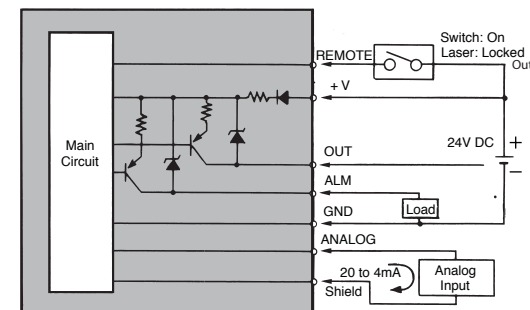 Switch: On
Laser: Locked
Out
REMOTE
+ V
Main
Circuit
OUT
24V DC
+
−
ALM
Load
GND
ANALOG
20 to 4mA
Analog
Input
Shield